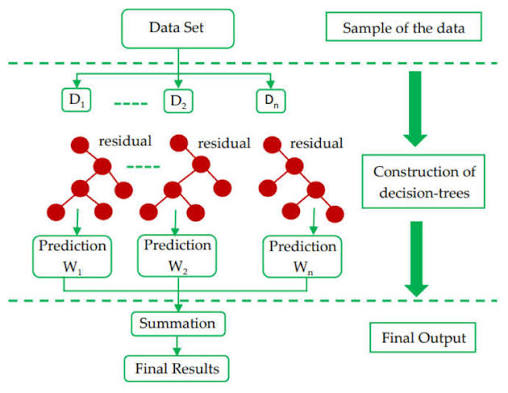 Data Set
Sample of the data
D1
D2
Dn
residual
residual
residual
Construction of
decision-trees
Prediction
W1
Prediction
W2
Prediction
Wn
Summation
Final Output
Final Results